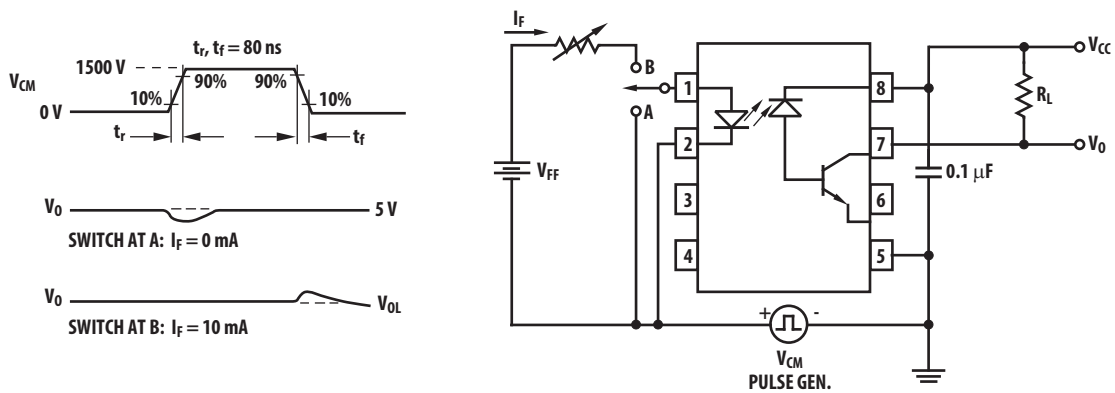 t_r, t_f = 80 ns
1500 V
V_CM
90% 90%
10% 10%
0 V
t_r t_f
V_O 5 V
SWITCH AT A: I_F = 0 mA
V_O V_OL
SWITCH AT B: I_F = 10 mA
I_F
B
A
V_FF
1
2
3
4
8
7
6
5
V_CC
R_L
V_O
0.1 μF
+ -
V_CM
PULSE GEN.